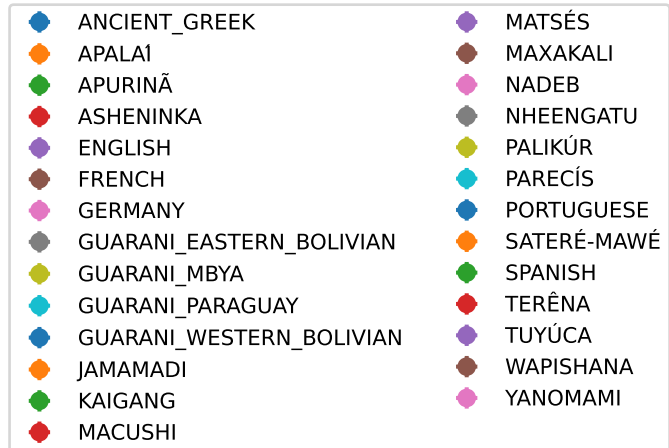 ANCIENT_GREEK
APALAÍ
APURINÃ
ASHENINKA
ENGLISH
FRENCH
GERMANY
GUARANI_EASTERN_BOLIVIAN
GUARANI_MBYA
GUARANI_PARAGUAY
GUARANI_WESTERN_BOLIVIAN
JAMAMADI
KAIGANG
MACUSHI
MATSÉS
MAXAKALI
NADEB
NHEENGATU
PALIKÚR
PARECÍS
PORTUGUESE
SATERÉ-MAWÉ
SPANISH
TERÊNA
TUYÚCA
WAPISHANA
YANOMAMI